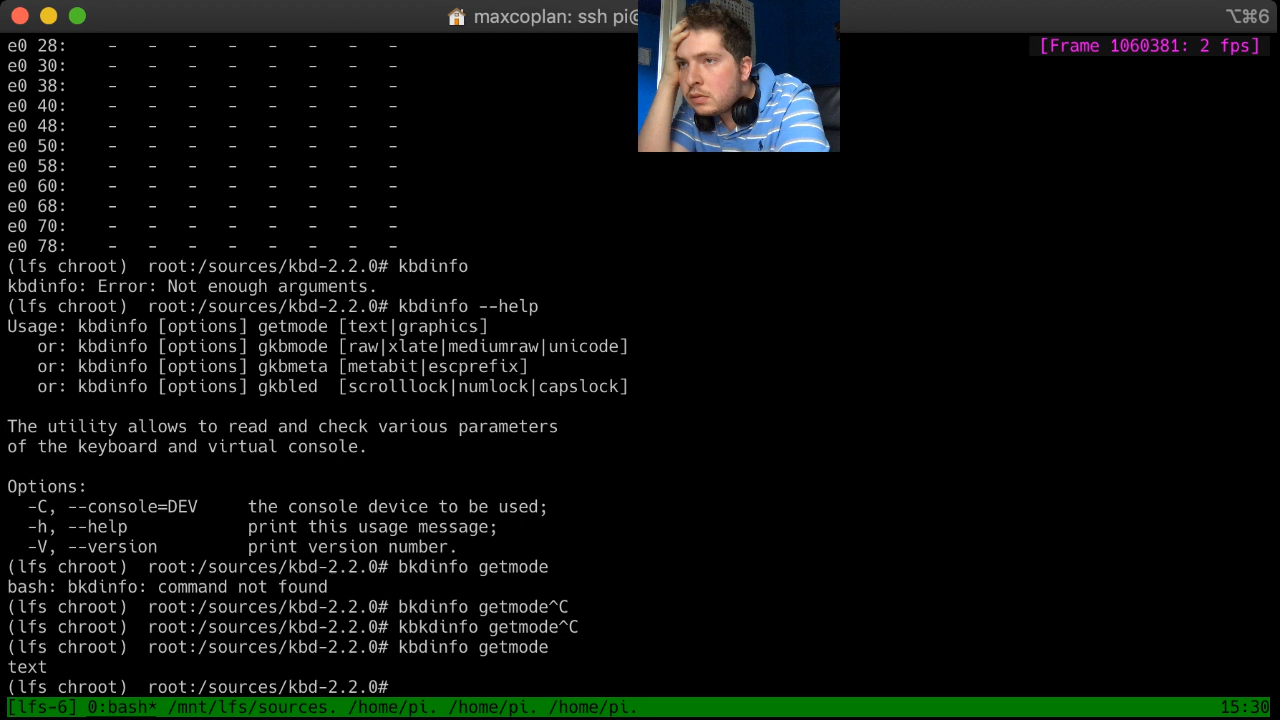 maxcoplan: ssh pi@
⌥⌘6
[Frame 1060381: 2 fps]
e0 28: - - - - - - - -
e0 30: - - - - - - - -
e0 38: - - - - - - - -
e0 40: - - - - - - - -
e0 48: - - - - - - - -
e0 50: - - - - - - - -
e0 58: - - - - - - - -
e0 60: - - - - - - - -
e0 68: - - - - - - - -
e0 70: - - - - - - - -
e0 78: - - - - - - - -
(lfs chroot) root:/sources/kbd-2.2.0# kbdinfo
kbdinfo: Error: Not enough arguments.
(lfs chroot) root:/sources/kbd-2.2.0# kbdinfo --help
Usage: kbdinfo [options] getmode [text|graphics]
or: kbdinfo [options] gkbmode [raw|xlate|mediumraw|unicode]
or: kbdinfo [options] gkbmeta [metabit|escprefix]
or: kbdinfo [options] gkbled [scrolllock|numlock|capslock]
The utility allows to read and check various parameters
of the keyboard and virtual console.
Options:
-C, --console=DEV the console device to be used;
-h, --help print this usage message;
-V, --version print version number.
(lfs chroot) root:/sources/kbd-2.2.0# bkdinfo getmode
bash: bkdinfo: command not found
(lfs chroot) root:/sources/kbd-2.2.0# bkdinfo getmode^C
(lfs chroot) root:/sources/kbd-2.2.0# kbkdinfo getmode^C
(lfs chroot) root:/sources/kbd-2.2.0# kbdinfo getmode
text
(lfs chroot) root:/sources/kbd-2.2.0#
[lfs-6] 0:bash* /mnt/lfs/sources. /home/pi. /home/pi. /home/pi. 15:30